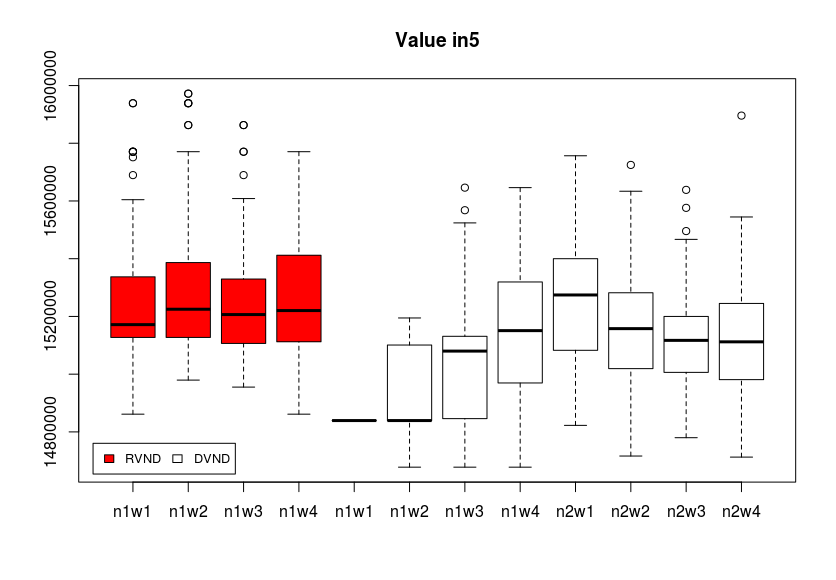 Value in5
16000000
15600000
15200000
14800000
RVND DVND
n1w1 n1w2 n1w3 n1w4 n1w1 n1w2 n1w3 n1w4 n2w1 n2w2 n2w3 n2w4